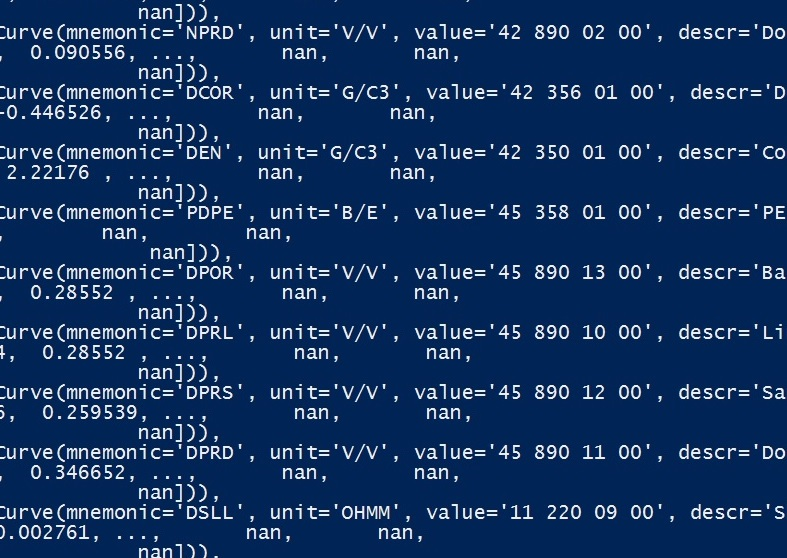 nan])),
Curve(mnemonic='NPRD', unit='V/V', value='42 890 02 00', descr='Do
, 0.090556, ..., nan, nan,
nan])),
Curve(mnemonic='DCOR', unit='G/C3', value='42 356 01 00', descr='D
-0.446526, ..., nan, nan,
nan])),
Curve(mnemonic='DEN', unit='G/C3', value='42 350 01 00', descr='Co
2.22176 , ..., nan, nan,
nan])),
Curve(mnemonic='PDPE', unit='B/E', value='45 358 01 00', descr='PE
, nan, nan,
nan])),
Curve(mnemonic='DPOR', unit='V/V', value='45 890 13 00', descr='Ba
, 0.28552 , ..., nan, nan,
nan])),
Curve(mnemonic='DPRL', unit='V/V', value='45 890 10 00', descr='Li
4, 0.28552 , ..., nan, nan,
nan])),
Curve(mnemonic='DPRS', unit='V/V', value='45 890 12 00', descr='Sa
6, 0.259539, ..., nan, nan,
nan])),
Curve(mnemonic='DPRD', unit='V/V', value='45 890 11 00', descr='Do
, 0.346652, ..., nan, nan,
nan])),
Curve(mnemonic='DSLL', unit='OHMM', value='11 220 09 00', descr='S
0.002761, ..., nan, nan,
nan])),